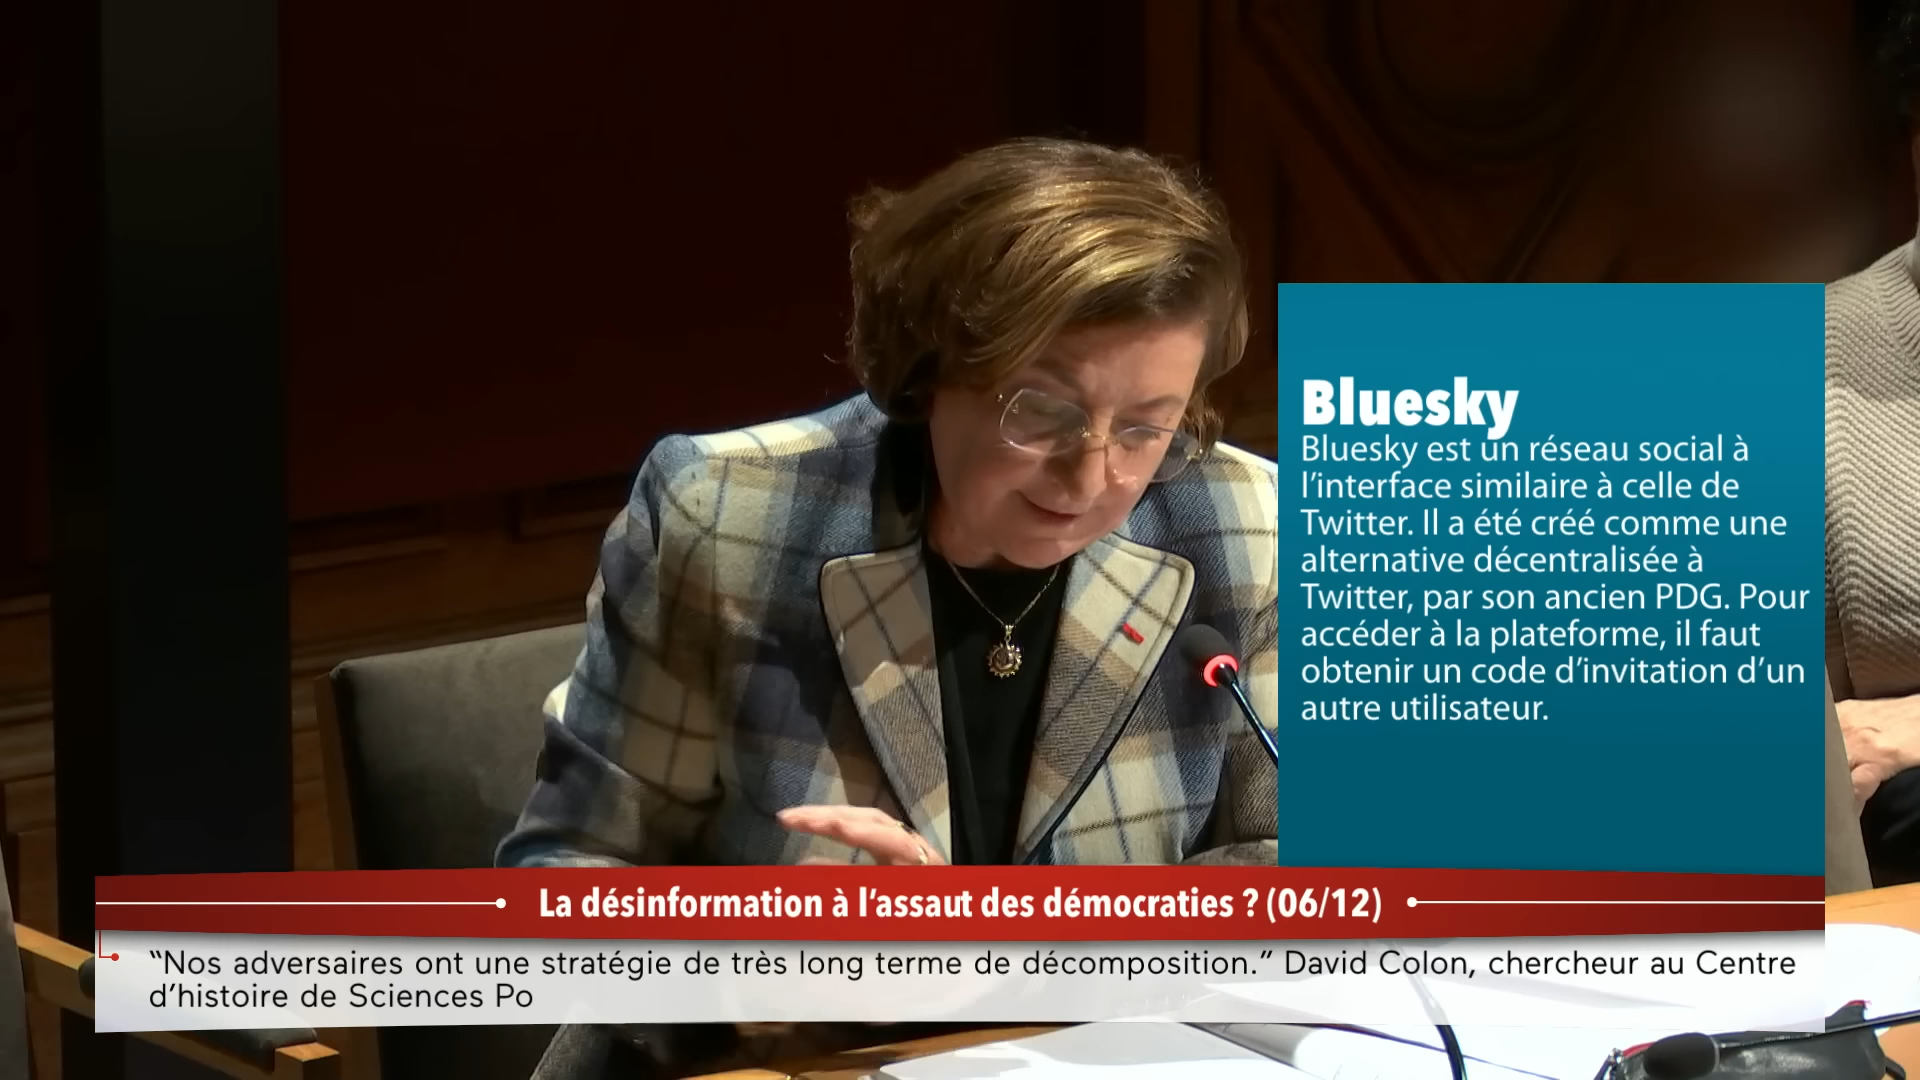 Bluesky
Bluesky est un réseau social à
l’interface similaire à celle de
Twitter. Il a été créé comme une
alternative décentralisée à
Twitter, par son ancien PDG. Pour
accéder à la plateforme, il faut
obtenir un code d’invitation d’un
autre utilisateur.
La désinformation à l’assaut des démocraties ? (06/12)
“Nos adversaires ont une stratégie de très long terme de décomposition.” David Colon, chercheur au Centre
d’histoire de Sciences Po